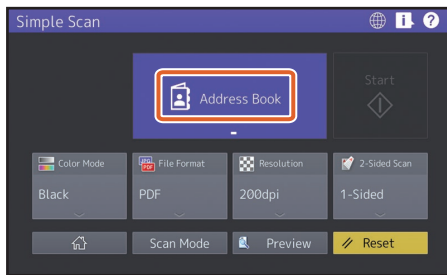 Simple Scan
Address Book
Start
Color Mode
File Format
Resolution
2-Sided Scan
Black
PDF
200dpi
1-Sided
Scan Mode
Preview
Reset